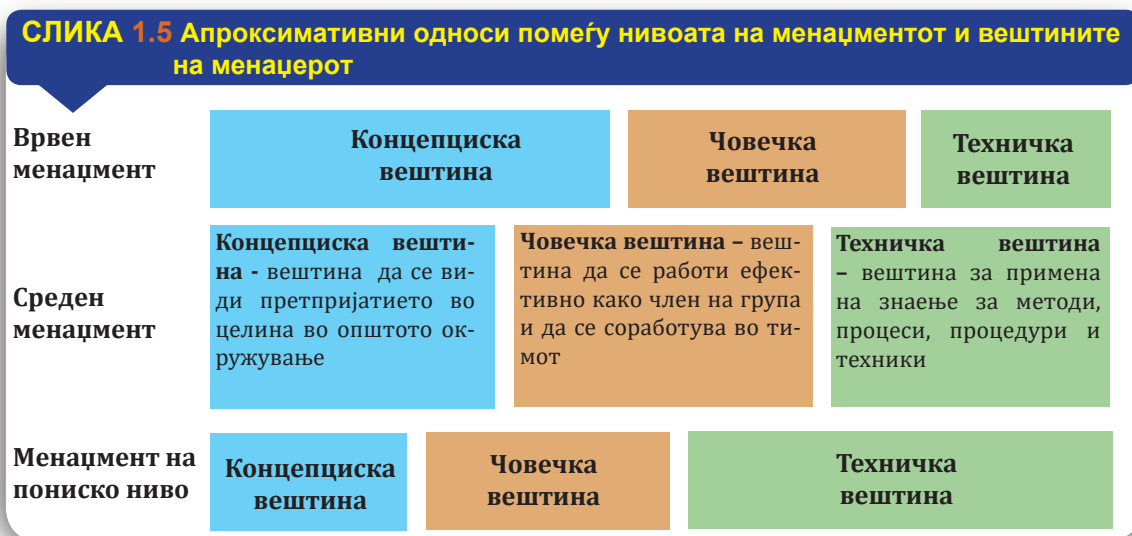 СЛИКА 1.5 Апроксимативни односи помеѓу нивоата на менаџментот и вештините
на менаџерот
Врвен
менаџмент
Концепциска
вештина
Човечка
вештина
Техничка
вештина
Среден
менаџмент
Концепциска вешти-
на - вештина да се ви-
ди претпријатието во
целина во општото ок-
ружување
Човечка вештина – веш-
тина да се работи ефек-
тивно како член на група
и да се соработува во ти-
мот
Техничка вештина
– вештина за примена
на знаење за методи,
процеси, процедури и
техники
Менаџмент на
пониско ниво
Концепциска
вештина
Човечка
вештина
Техничка
вештина